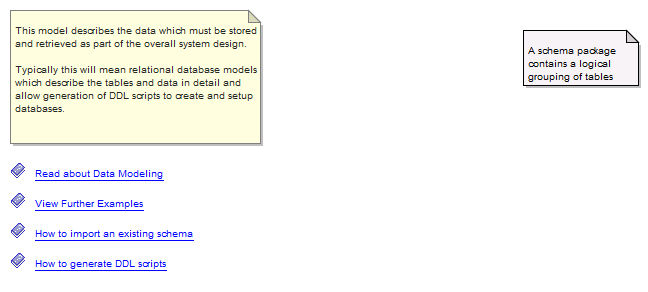 This model describes the data which must be stored
and retrieved as part of the overall system design.
Typically this will mean relational database models
which describe the tables and data in detail and
allow generation of DDL scripts to create and setup
databases.
A schema package
contains a logical
grouping of tables
Read about Data Modeling
View Further Examples
How to import an existing schema
How to generate DDL scripts